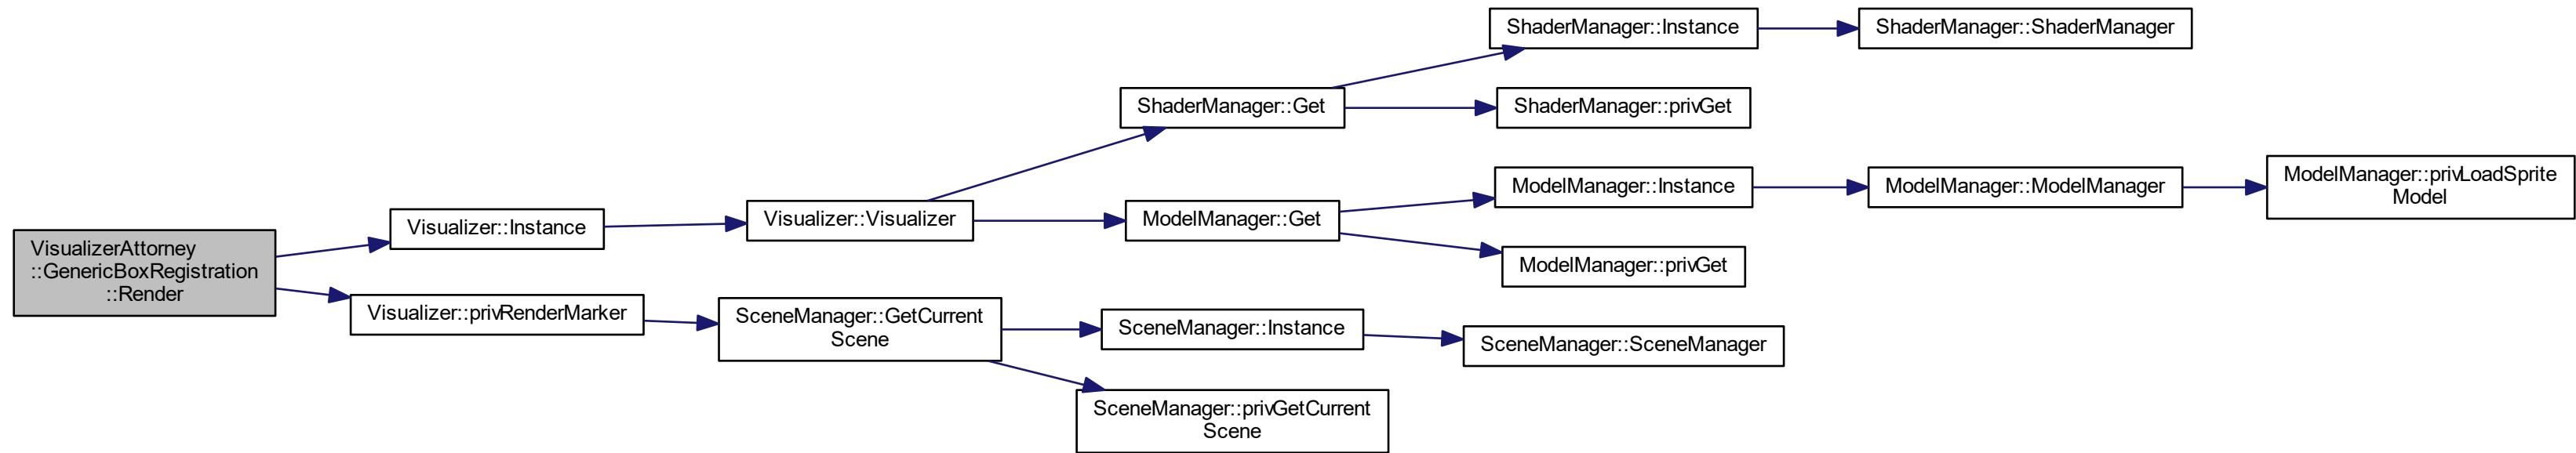 VisualizerAttorney
::GenericBoxRegistration
::Render
Visualizer::Instance
Visualizer::privRenderMarker
Visualizer::Visualizer
SceneManager::GetCurrent
Scene
ShaderManager::Get
ModelManager::Get
SceneManager::Instance
SceneManager::privGetCurrent
Scene
ShaderManager::Instance
ShaderManager::privGet
ModelManager::Instance
ModelManager::privGet
SceneManager::SceneManager
ShaderManager::ShaderManager
ModelManager::ModelManager
ModelManager::privLoadSprite
Model